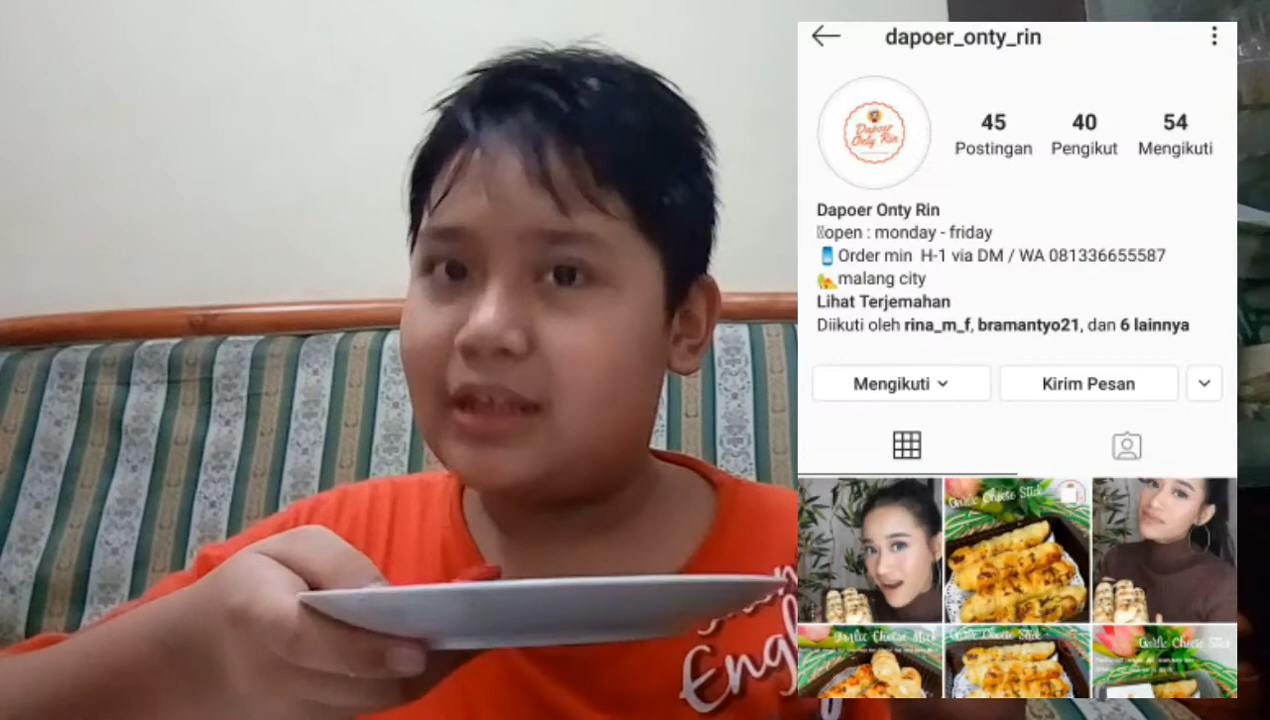 dapoer_onty_rin
Dapoer
Onty Rin
45
40
54
Postingan
Pengikut
Mengikuti
Dapoer Onty Rin
open : monday - friday
Order min H-1 via DM / WA 081336655587
malang city
Lihat Terjemahan
Diikuti oleh rina_m_f, bramantyo21, dan 6 lainnya
Mengikuti
Kirim Pesan
Garlic Cheese Stick
Garlic Cheese Stick
Garlic Cheese Stick
Garlic Cheese Stick